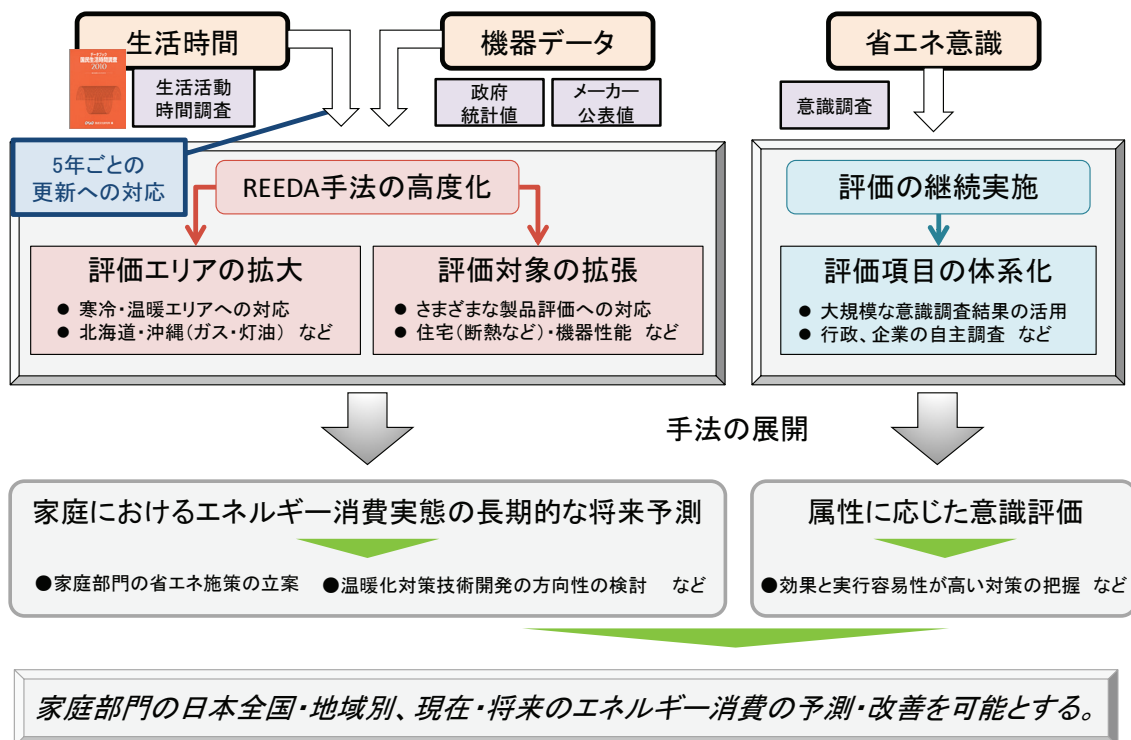 生活時間
機器データ
省エネ意識
2010
生活活動
時間調査
政府
統計値
メーカー
公表値
意識調査
5年ごとの
更新への対応
REEDA手法の高度化
評価の継続実施
評価エリアの拡大
● 寒冷・温暖エリアへの対応
● 北海道・沖縄(ガス・灯油) など
評価対象の拡張
● さまざまな製品評価への対応
● 住宅(断熱など)・機器性能 など
評価項目の体系化
● 大規模な意識調査結果の活用
● 行政、企業の自主調査 など
手法の展開
家庭におけるエネルギー消費実態の長期的な将来予測
●家庭部門の省エネ施策の立案 ●温暖化対策技術開発の方向性の検討 など
属性に応じた意識評価
●効果と実行容易性が高い対策の把握 など
家庭部門の日本全国・地域別、現在・将来のエネルギー消費の予測・改善を可能とする。